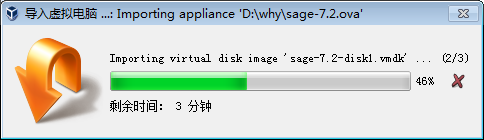 导入虚拟电脑 ...: Importing appliance 'D:\why\sage-7.2.ova'
Importing virtual disk image 'sage-7.2-disk1.vmdk' ... (2/3)
46%
剩余时间: 3 分钟